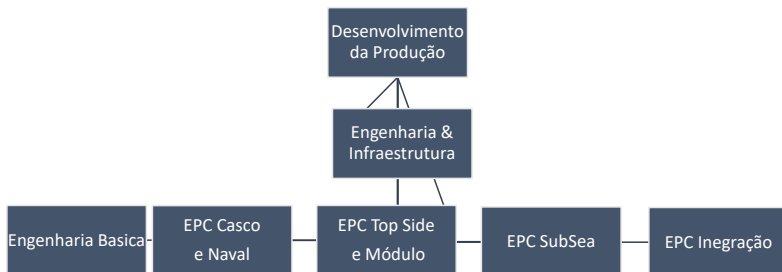 Desenvolvimento
da Produção
Engenharia &
Infraestrutura
Engenharia Basica
EPC Casco
e Naval
EPC Top Side
e Módulo
EPC SubSea
EPC Inegração